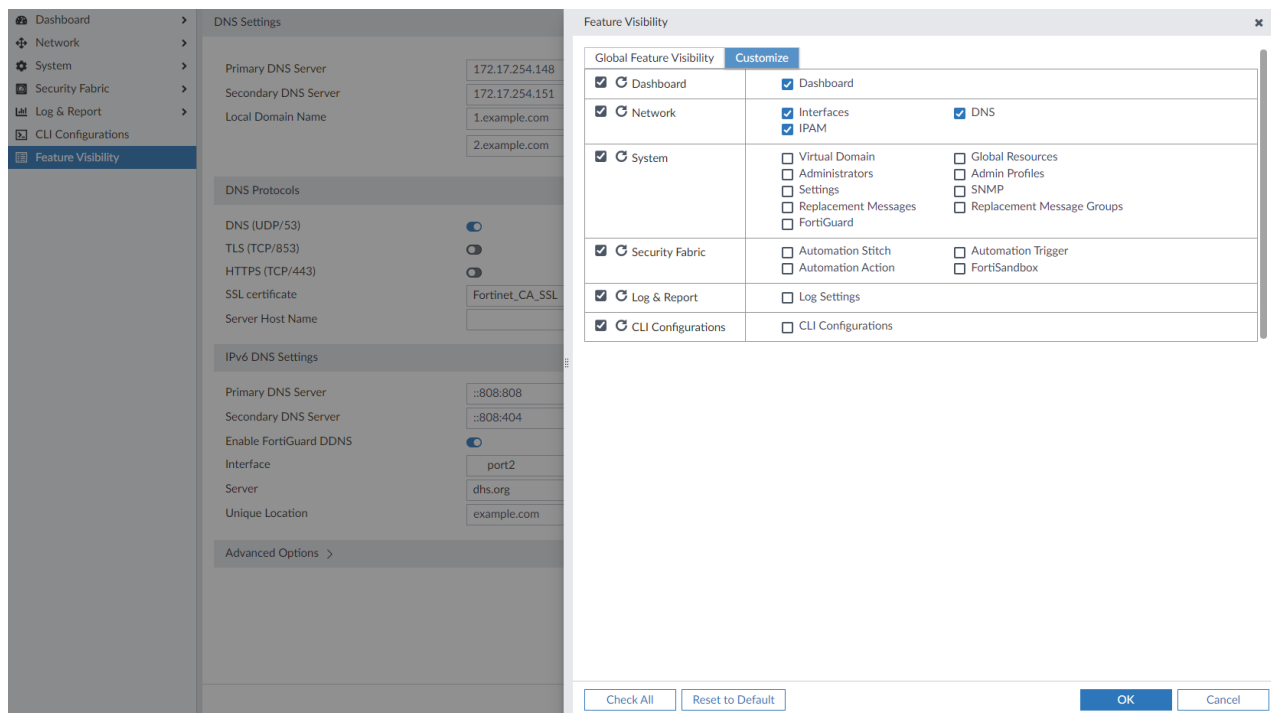 Dashboard
Network
System
Security Fabric
Log & Report
CLI Configurations
Feature Visibility
DNS Settings
Primary DNS Server 172.17.254.148
Secondary DNS Server 172.17.254.151
Local Domain Name 1.example.com
2.example.com
DNS Protocols
DNS (UDP/53)
TLS (TCP/853)
HTTPS (TCP/443)
SSL certificate Fortinet_CA_SSL
Server Host Name
IPv6 DNS Settings
Primary DNS Server ::808:808
Secondary DNS Server ::808:404
Enable FortiGuard DDNS
Interface port2
Server dhs.org
Unique Location example.com
Advanced Options
Feature Visibility
Global Feature Visibility Customize
Dashboard Dashboard
Network Interfaces DNS
IPAM
System Virtual Domain Global Resources
Administrators Admin Profiles
Settings SNMP
Replacement Messages Replacement Message Groups
FortiGuard
Security Fabric Automation Stitch Automation Trigger
Automation Action FortiSandbox
Log & Report Log Settings
CLI Configurations CLI Configurations
Check All Reset to Default OK Cancel